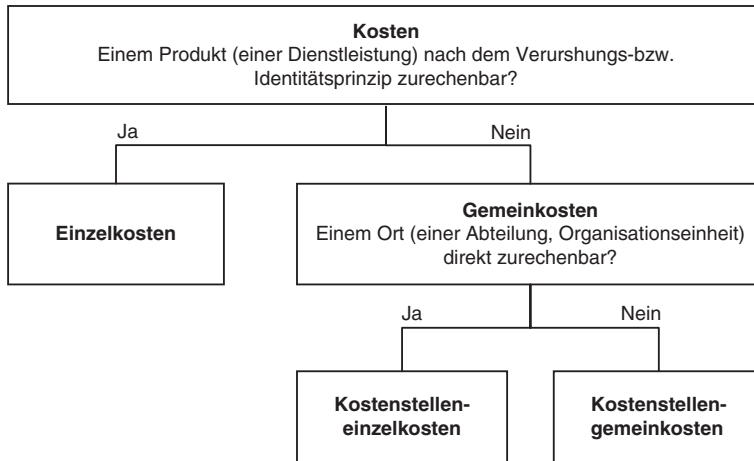 Kosten
Einem Produkt (einer Dienstleistung) nach dem Verurshungs-bzw.
Identitätsprinzip zurechenbar?
Ja
Nein
Einzelkosten
Gemeinkosten
Einem Ort (einer Abteilung, Organisationseinheit)
direkt zurechenbar?
Ja
Nein
Kostenstellen-
einzelkosten
Kostenstellen-
gemeinkosten